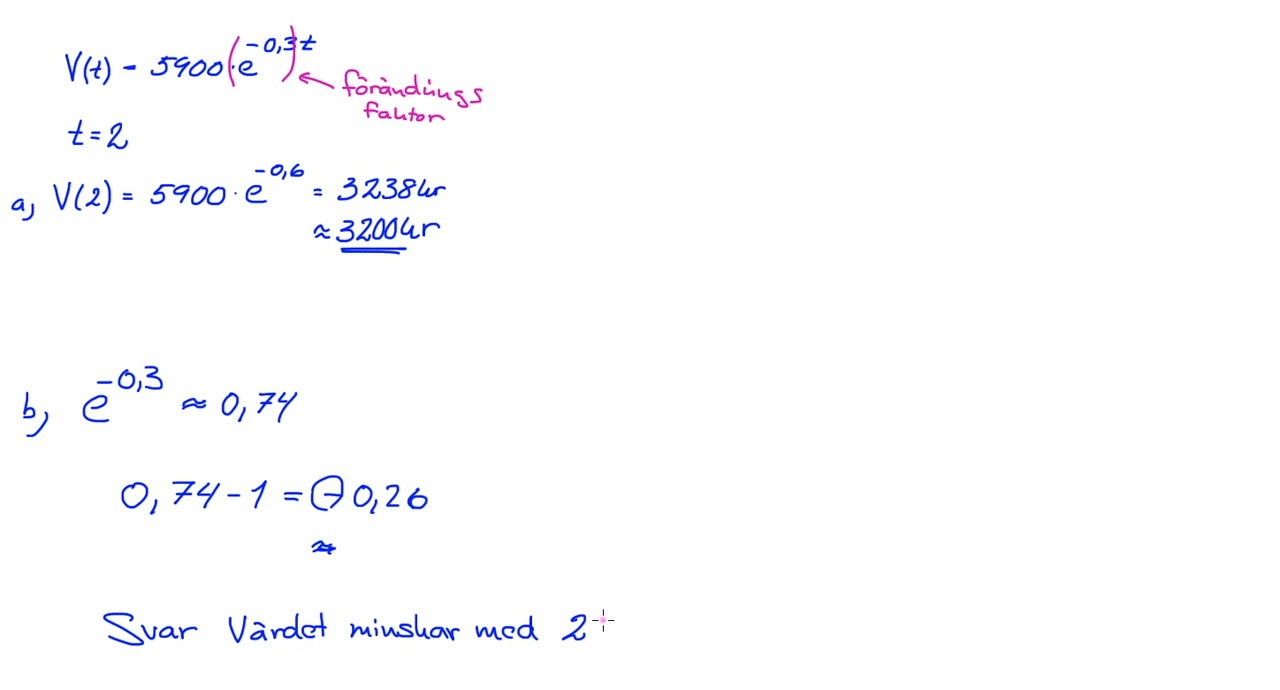 V(t) = 5900(·e^-0,3t)
förändings
faktor
t = 2
a, V(2) = 5900 · e^-0,6 = 3238kr
≈ 3200kr
b, e^-0,3 ≈ 0,74
0,74 - 1 = -0,26
≈
Svar Värdet minskar med 2